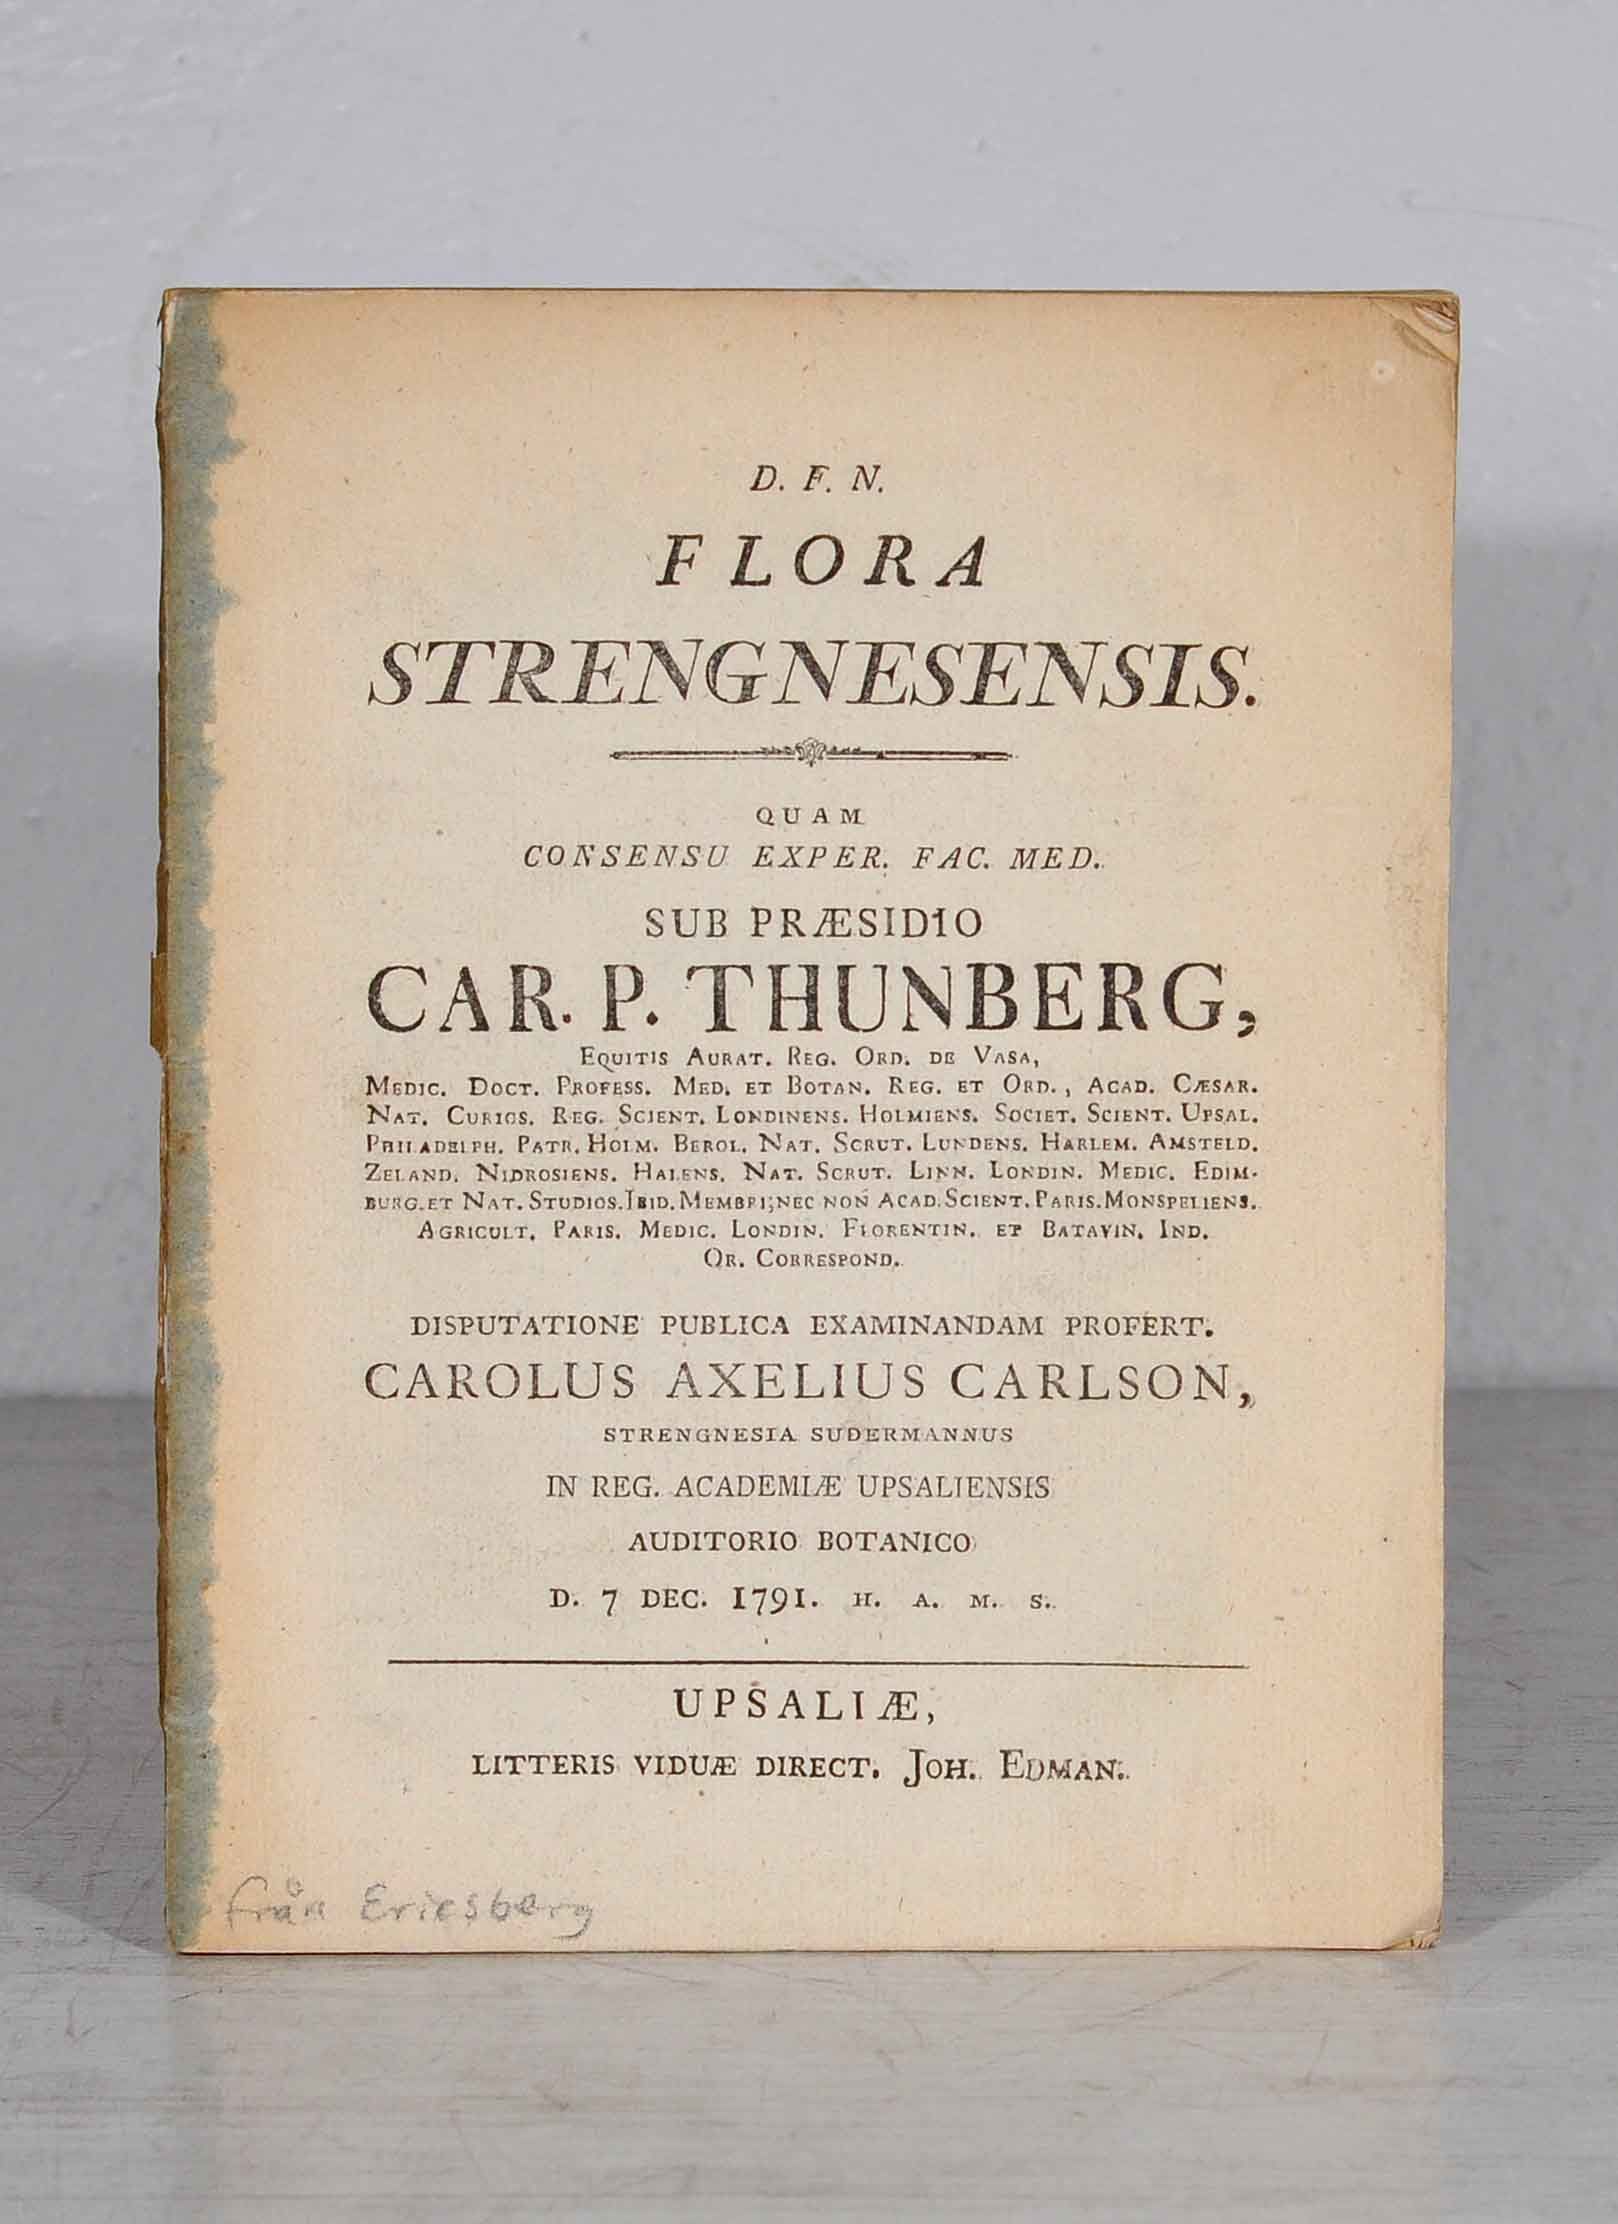 D. F. N.
FLORA
STRENGNESENSIS.
QUAM
CONSENSU EXPER. FAC. MED.
SUB PRÆSIDIO
CAR. P. THUNBERG,
EQUITIS AURAT. REG. ORD. DE VASA,
MEDIC. DOCT. PROFESS. MED. ET BOTAN. REG. ET ORD., ACAD. CÆSAR.
NAT. CURIOS. REG. SCIENT. LONDINENS. HOLMIENS. SOCIET. SCIENT. UPSAL.
PHILADELPH. PATR. HOLM. BEROL. NAT. SCRUT. LUNDENS. HARLEM. AMSTELD.
ZELAND. NIDROSIENS. HALENS. NAT. SCRUT. LINN. LONDIN. MEDIC. EDIM-
BURG. ET NAT. STUDIOS. IBID. MEMBRI; NEC NON ACAD. SCIENT. PARIS. MONSPELIENS.
AGRICULT. PARIS. MEDIC. LONDIN. FLORENTIN. ET BATAVIN. IND.
OR. CORRESPOND.
DISPUTATIONE PUBLICA EXAMINANDAM PROFERT.
CAROLUS AXELIUS CARLSON,
STRENGNESIA SUDERMANNUS
IN REG. ACADEMIÆ UPSALIENSIS
AUDITORIO BOTANICO
D. 7 DEC. 1791. H. A. M. S.
UPSALIÆ,
LITTERIS VIDUÆ DIRECT. JOH. EDMAN.
från Ericsberg